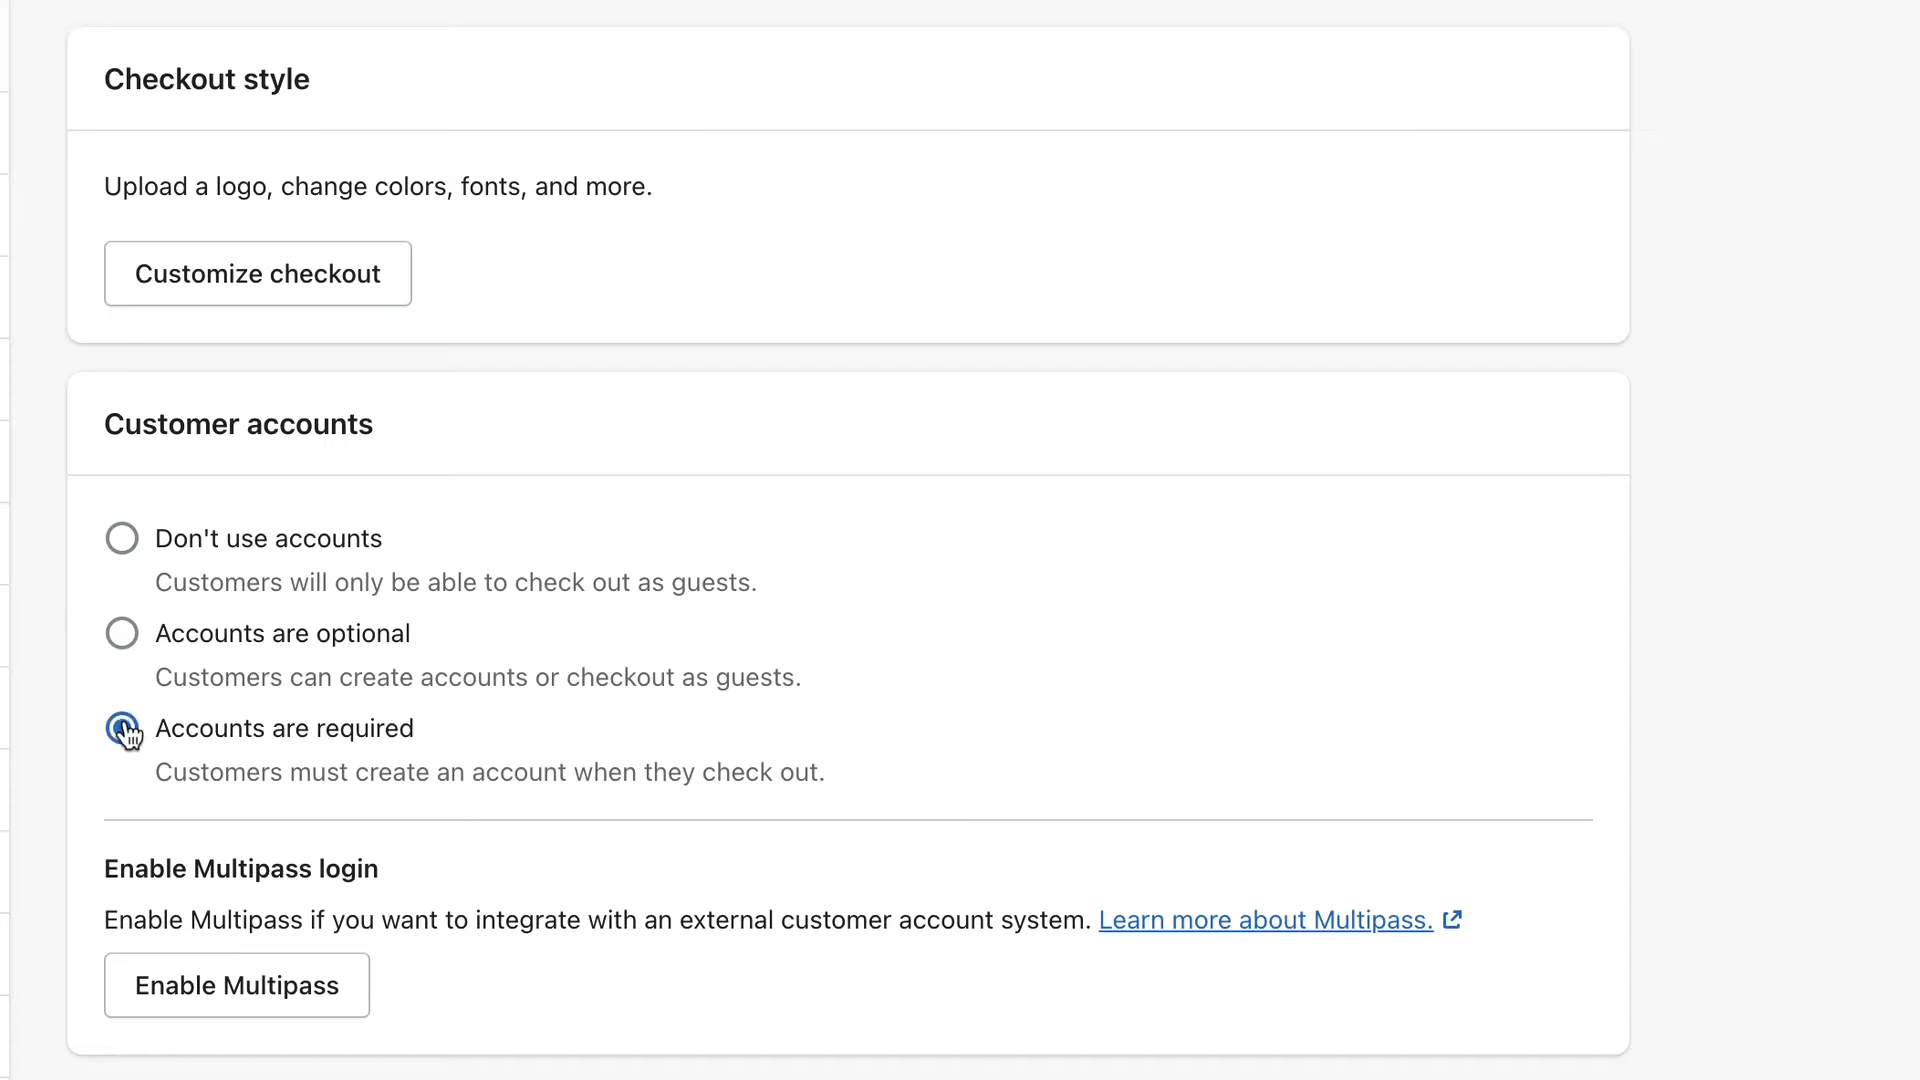 Checkout style
Upload a logo, change colors, fonts, and more.
Customize checkout
Customer accounts
Don't use accounts
Customers will only be able to check out as guests.
Accounts are optional
Customers can create accounts or checkout as guests.
Accounts are required
Customers must create an account when they check out.
Enable Multipass login
Enable Multipass if you want to integrate with an external customer account system. Learn more about Multipass.
Enable Multipass